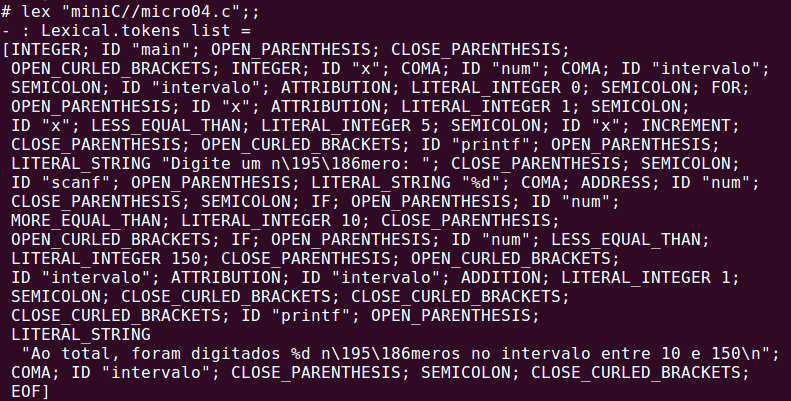 # lex "miniC//micro04.c";;
- : Lexical.tokens list =
[INTEGER; ID "main"; OPEN_PARENTHESIS; CLOSE_PARENTHESIS;
OPEN_CURLED_BRACKETS; INTEGER; ID "x"; COMA; ID "num"; COMA; ID "intervalo";
SEMICOLON; ID "intervalo"; ATTRIBUTION; LITERAL_INTEGER 0; SEMICOLON; FOR;
OPEN_PARENTHESIS; ID "x"; ATTRIBUTION; LITERAL_INTEGER 1; SEMICOLON;
ID "x"; LESS_EQUAL_THAN; LITERAL_INTEGER 5; SEMICOLON; ID "x"; INCREMENT;
CLOSE_PARENTHESIS; OPEN_CURLED_BRACKETS; ID "printf"; OPEN_PARENTHESIS;
LITERAL_STRING "Digite um n\195\186mero: "; CLOSE_PARENTHESIS; SEMICOLON;
ID "scanf"; OPEN_PARENTHESIS; LITERAL_STRING "%d"; COMA; ADDRESS; ID "num";
CLOSE_PARENTHESIS; SEMICOLON; IF; OPEN_PARENTHESIS; ID "num";
MORE_EQUAL_THAN; LITERAL_INTEGER 10; CLOSE_PARENTHESIS;
OPEN_CURLED_BRACKETS; IF; OPEN_PARENTHESIS; ID "num"; LESS_EQUAL_THAN;
LITERAL_INTEGER 150; CLOSE_PARENTHESIS; OPEN_CURLED_BRACKETS;
ID "intervalo"; ATTRIBUTION; ID "intervalo"; ADDITION; LITERAL_INTEGER 1;
SEMICOLON; CLOSE_CURLED_BRACKETS; CLOSE_CURLED_BRACKETS;
CLOSE_CURLED_BRACKETS; ID "printf"; OPEN_PARENTHESIS;
LITERAL_STRING
"Ao total, foram digitados %d n\195\186meros no intervalo entre 10 e 150\n";
COMA; ID "intervalo"; CLOSE_PARENTHESIS; SEMICOLON; CLOSE_CURLED_BRACKETS;
EOF]